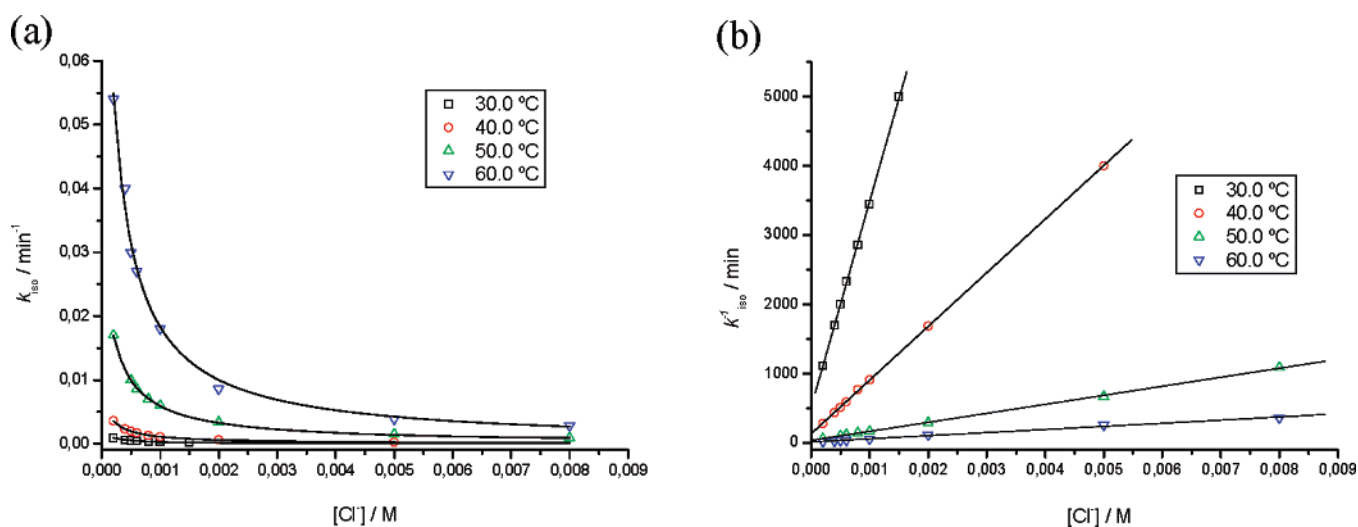 (a)
0,06
0,05
0,04
0,03
0,02
0,01
0,00
k iso / min-1
30.0 ºC
40.0 ºC
50.0 ºC
60.0 ºC
0,000 0,001 0,002 0,003 0,004 0,005 0,006 0,007 0,008 0,009
[Cl-] / M
(b)
5000
4000
3000
2000
1000
0
K-1 iso / min
30.0 ºC
40.0 ºC
50.0 ºC
60.0 ºC
0,000 0,001 0,002 0,003 0,004 0,005 0,006 0,007 0,008 0,009
[Cl-] / M